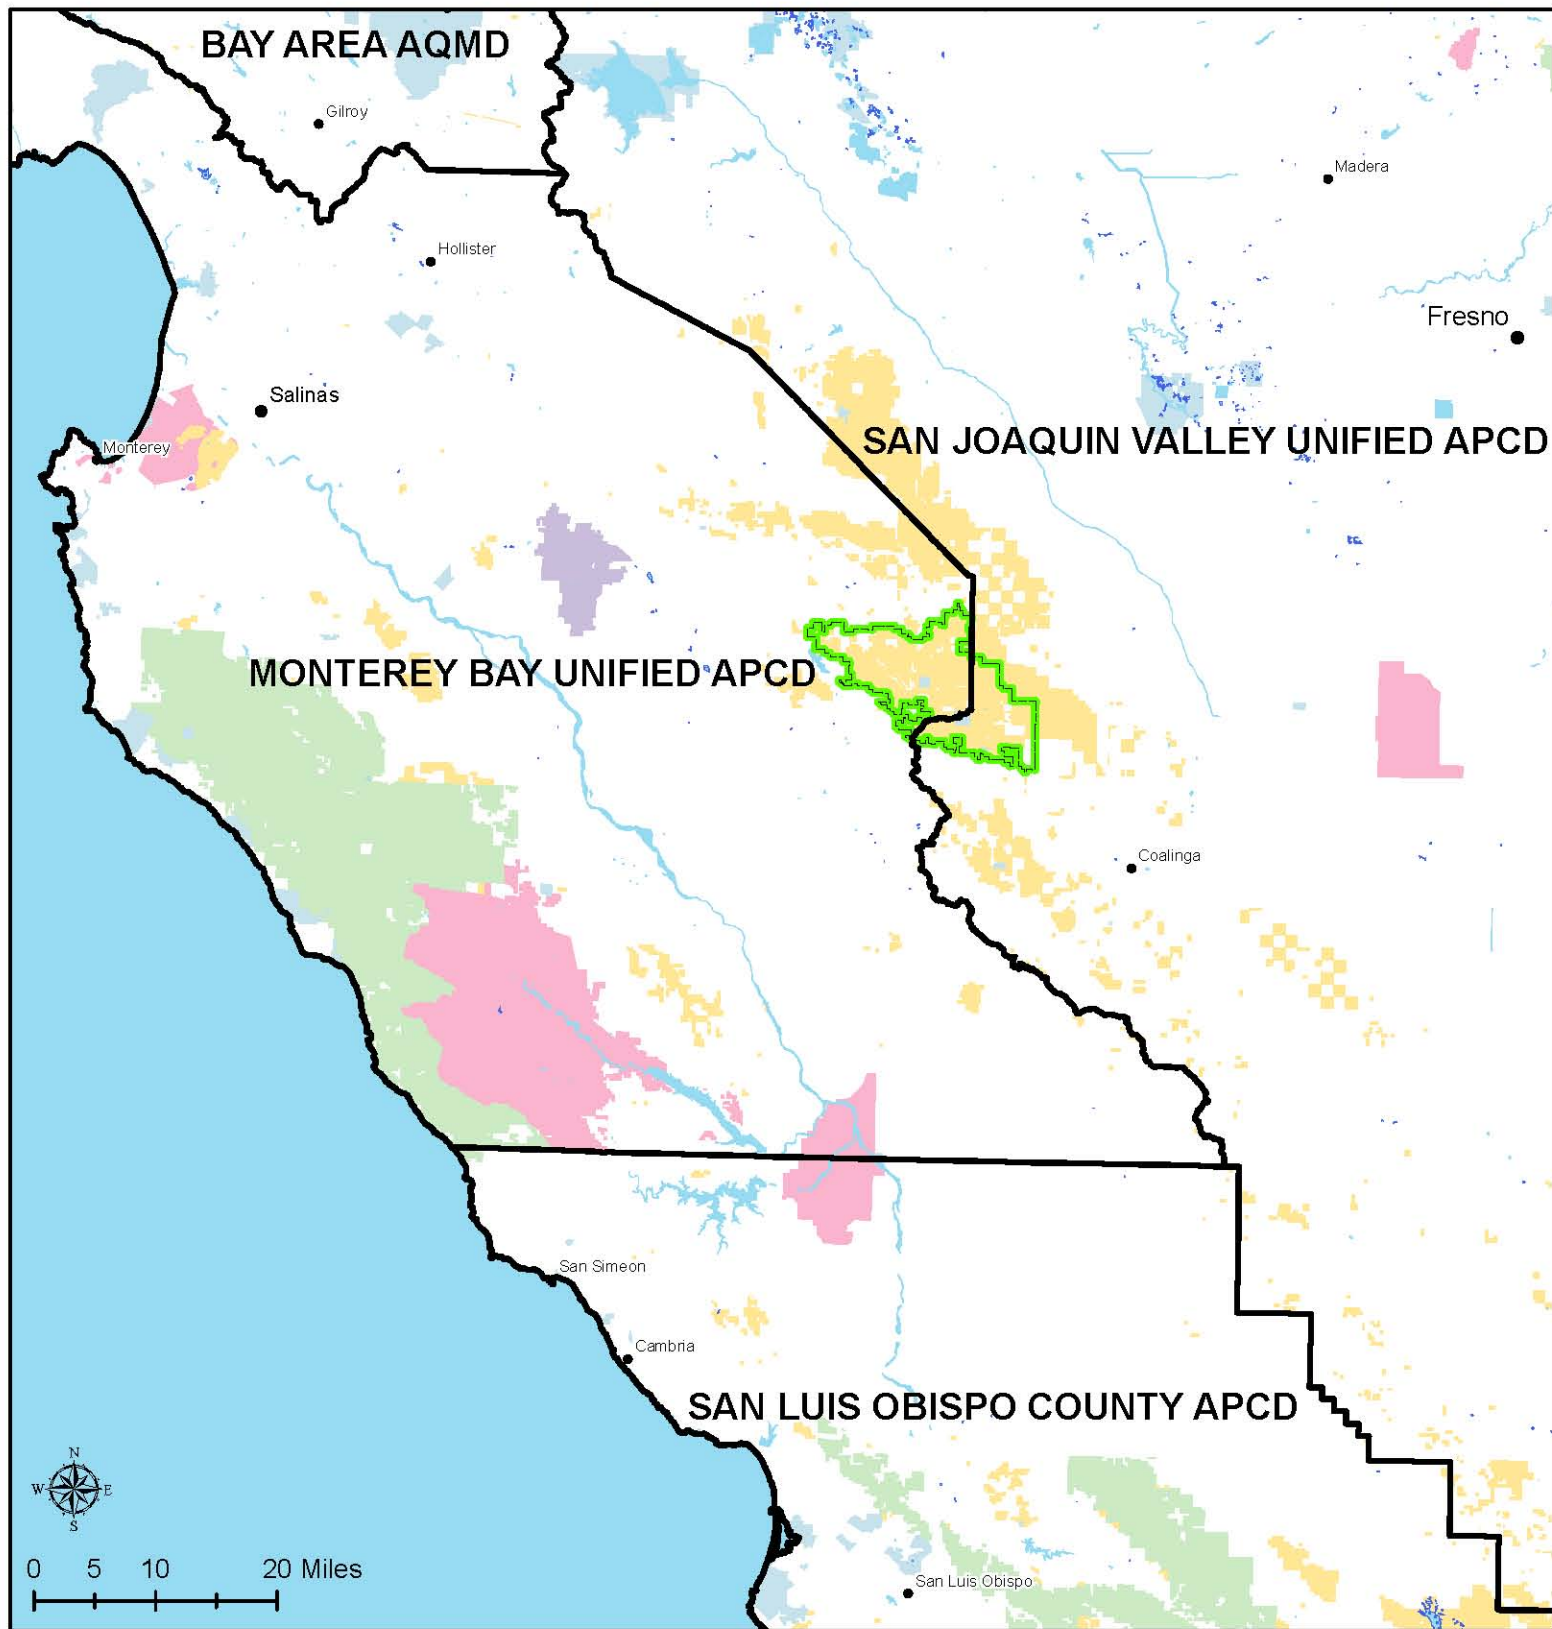 BAY AREA AQMD
Gilroy
Madera
Hollister
Fresno
Salinas
SAN JOAQUIN VALLEY UNIFIED APCD
Monterey
MONTEREY BAY UNIFIED APCD
Coalinga
San Simeon
Cambria
SAN LUIS OBISPO COUNTY APCD
N
W E
S
0 5 10 20 Miles
San Luis Obispo